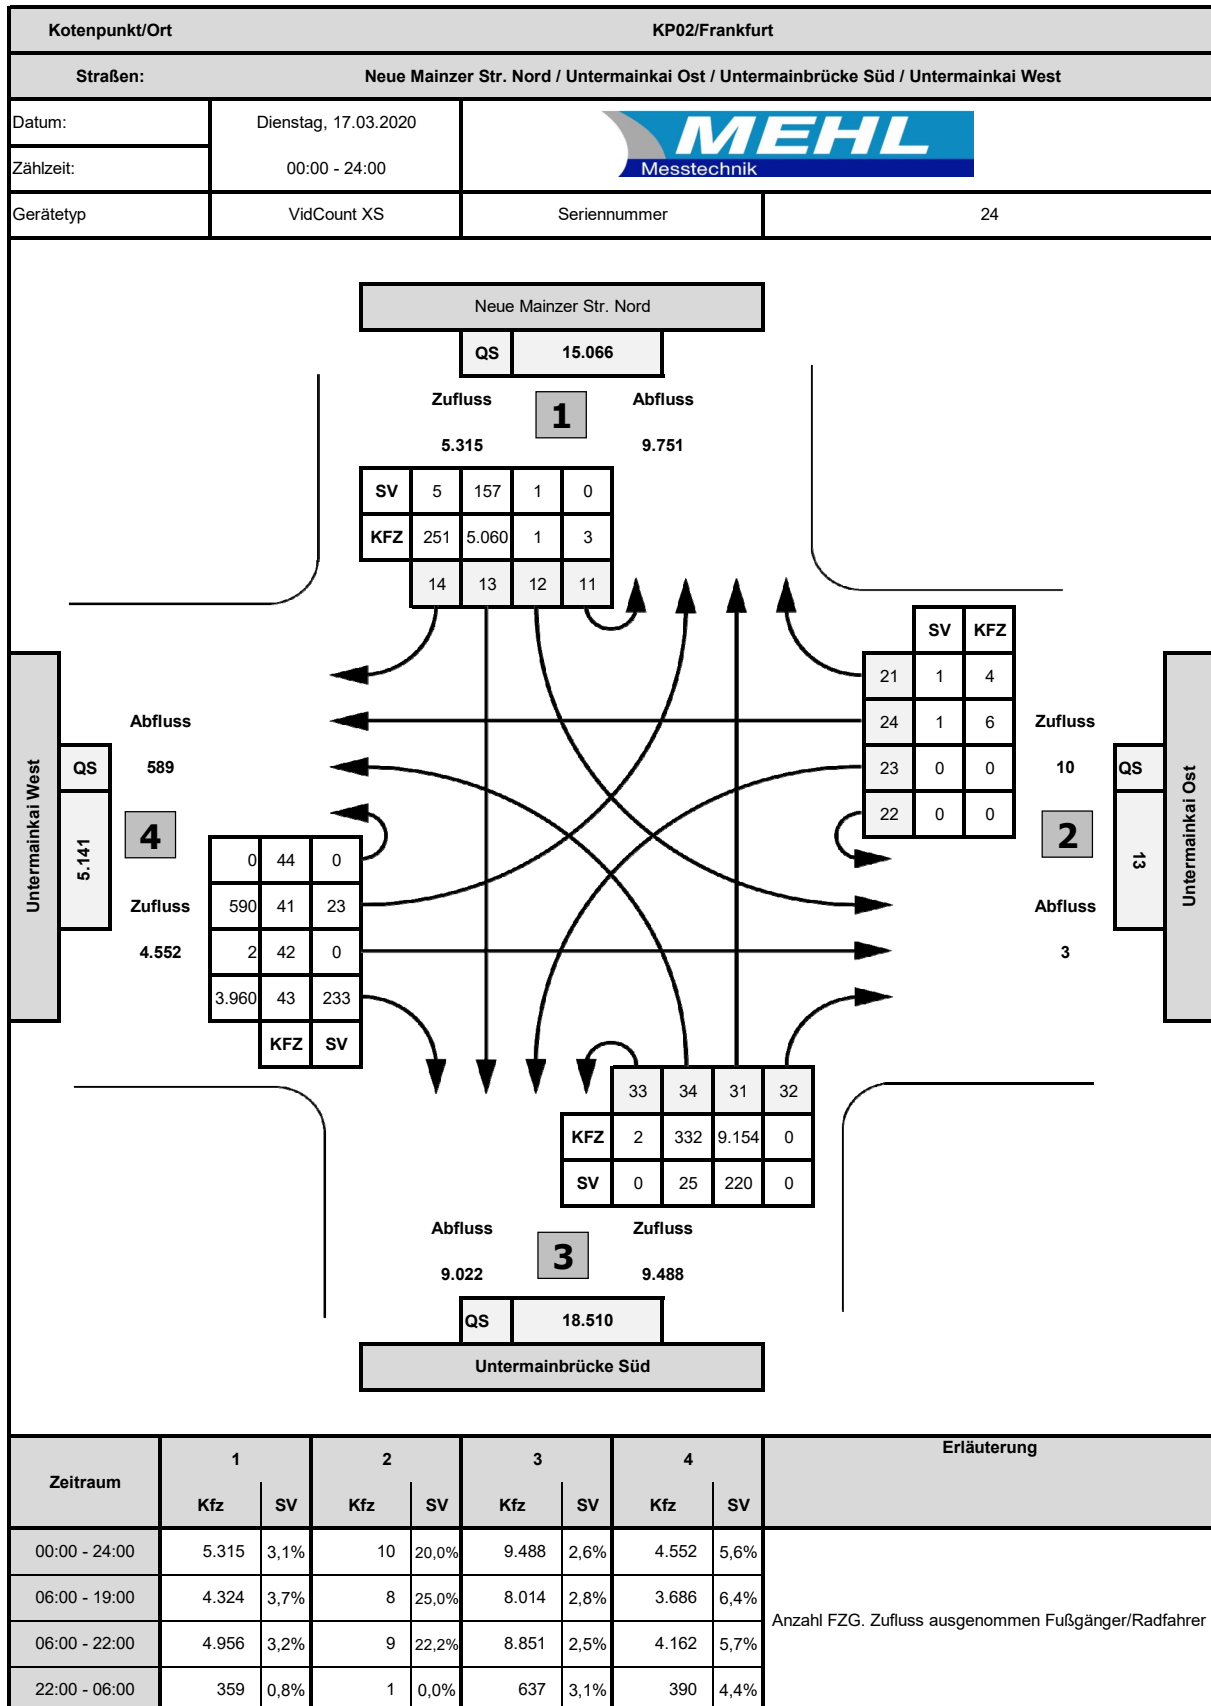 Kotenpunkt/Ort KP02/Frankfurt
Straßen: Neue Mainzer Str. Nord / Untermainkai Ost / Untermainbrücke Süd / Untermainkai West
Datum: Dienstag, 17.03.2020
MEHL
Messtechnik
Zählzeit: 00:00 - 24:00
Gerätetyp VidCount XS Seriennummer 24
Neue Mainzer Str. Nord
QS 15.066
Zufluss 1 Abfluss
5.315 9.751
SV 5 157 1 0
KFZ 251 5.060 1 3
14 13 12 11
SV KFZ
21 1 4
24 1 6
23 0 0
22 0 0
Zufluss
10
QS
13
2
Untermainkai Ost
Abfluss
3
Untermainkai West
Abfluss
QS 589
5.141
4
Zufluss
4.552
0 44 0
590 41 23
2 42 0
3.960 43 233
KFZ SV
33 34 31 32
KFZ 2 332 9.154 0
SV 0 25 220 0
Abfluss 3 Zufluss
9.022 9.488
QS 18.510
Untermainbrücke Süd
Zeitraum 1 2 3 4 Erläuterung
Kfz SV Kfz SV Kfz SV Kfz SV
00:00 - 24:00 5.315 3,1% 10 20,0% 9.488 2,6% 4.552 5,6%
06:00 - 19:00 4.324 3,7% 8 25,0% 8.014 2,8% 3.686 6,4%
Anzahl FZG. Zufluss ausgenommen Fußgänger/Radfahrer
06:00 - 22:00 4.956 3,2% 9 22,2% 8.851 2,5% 4.162 5,7%
22:00 - 06:00 359 0,8% 1 0,0% 637 3,1% 390 4,4%